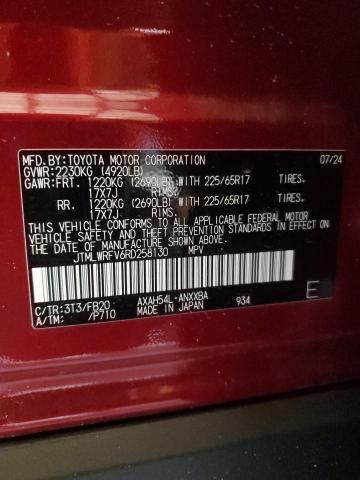 MFD.BY:TOYOTA MOTOR CORPORATION 07/24
GVWR:2230KG (4920LB)
GAWR:FRT. 1220KG (2690LB) WITH 225/65R17 TIRES.
17X7J RIMS.
RR. 1220KG (2690LB) WITH 225/65R17 TIRES.
17X7J RIMS.
THIS VEHICLE CONFORMS TO ALL APPLICABLE FEDERAL MOTOR
VEHICLE SAFETY, BUMPER, AND THEFT PREVENTION STANDARDS
IN EFFECT ON THE DATE OF MANUFACTURE SHOWN ABOVE.
JTMLWRFV6RD258130 MPV
C/TR:3T3/FB20 AXAH54L-ANXXBA 934
A/TM: /P710 MADE IN JAPAN
E